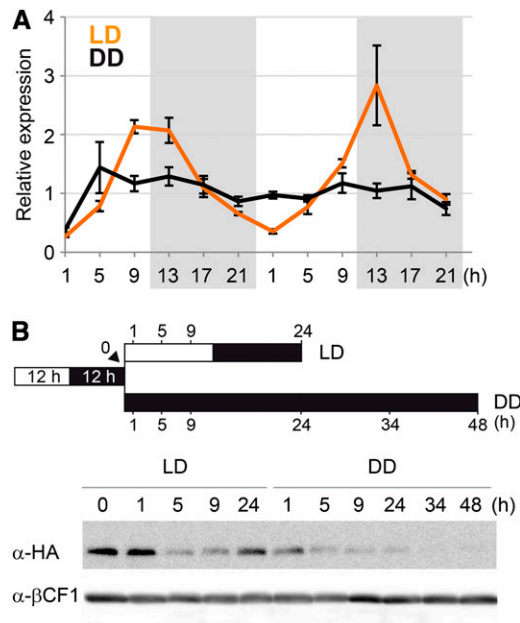 A
LD
DD
Relative expression
4
3
2
1
0
1 5 9 13 17 21 1 5 9 13 17 21 (h)
B
1 5 9 24
0
LD
12 h 12 h
DD
1 5 9 24 34 48
(h)
LD DD
0 1 5 9 24 1 5 9 24 34 48 (h)
α-HA
α-βCF1